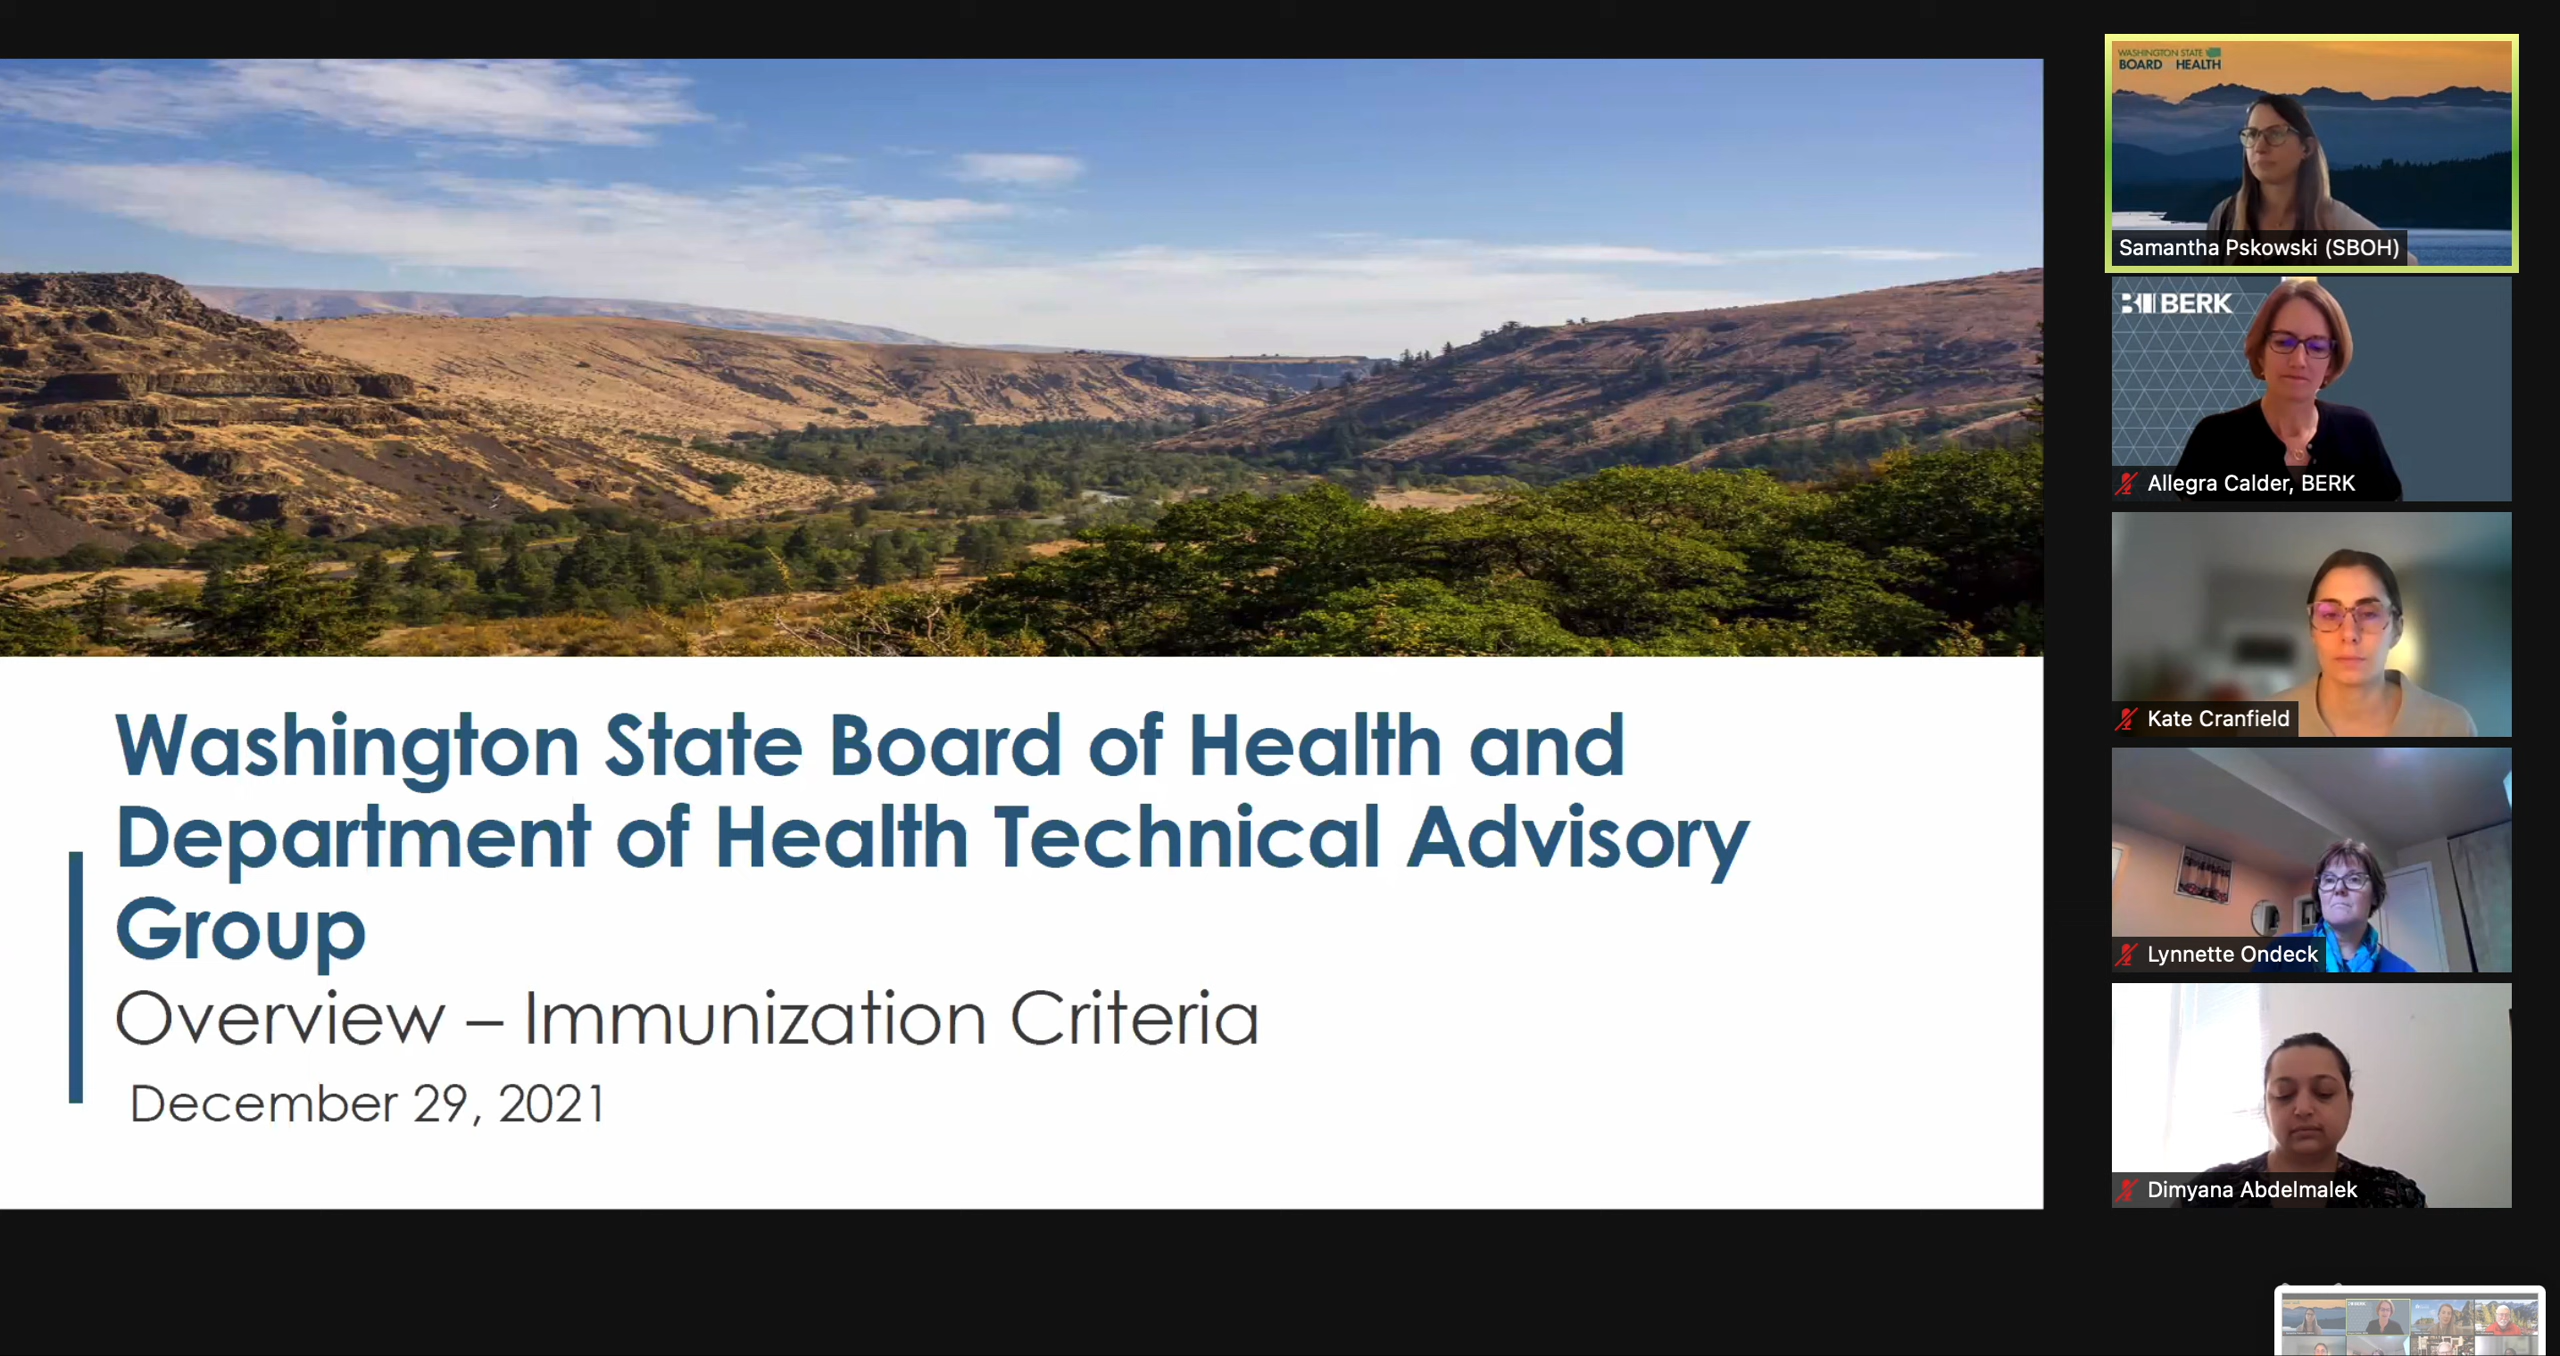 Washington State Board of Health and
Department of Health Technical Advisory
Group
Overview – Immunization Criteria
December 29, 2021
WASHINGTON STATE
BOARD HEALTH
Samantha Pskowski (SBOH)
BERK
Allegra Calder, BERK
Kate Cranfield
Lynnette Ondeck
Dimyana Abdelmalek